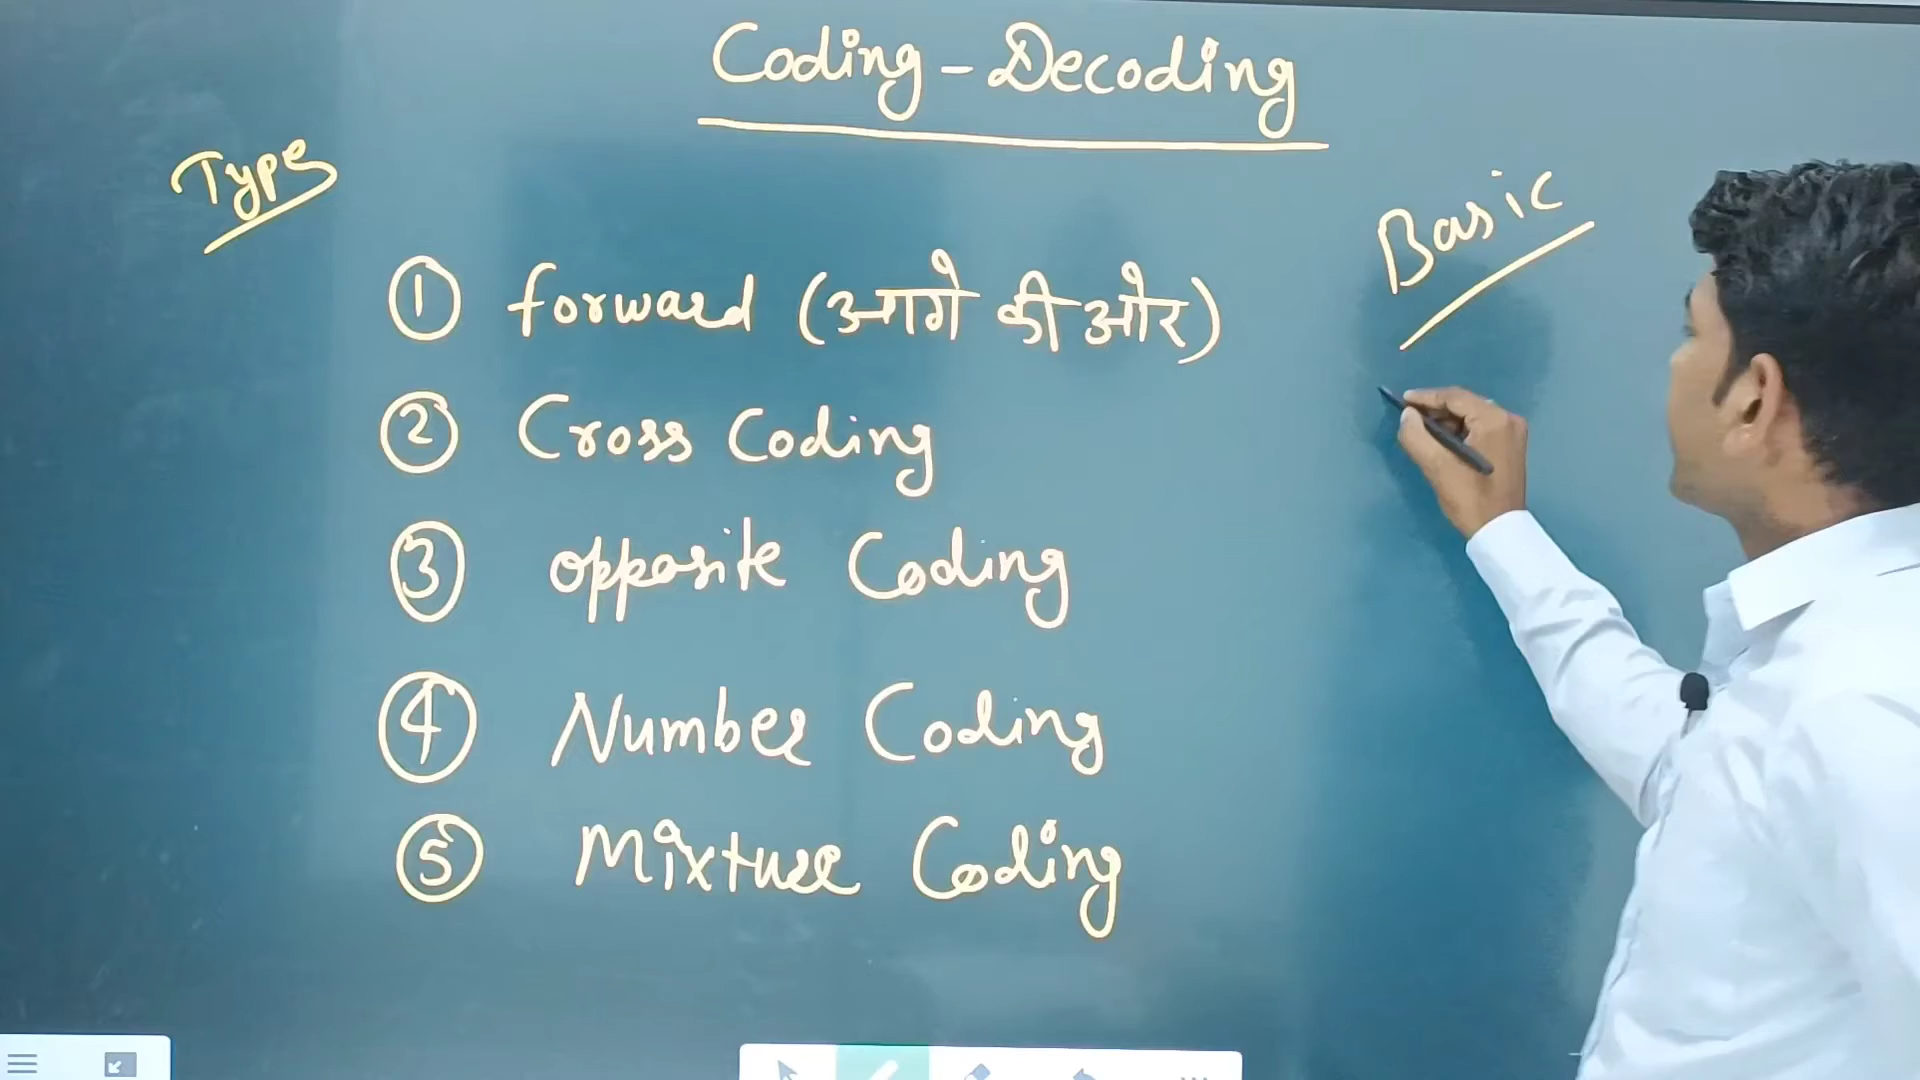 Coding - Decoding
Type
Basic
① forward (आगे की ओर)
② Cross Coding
③ opposite Coding
④ Number Coding
⑤ Mixture Coding